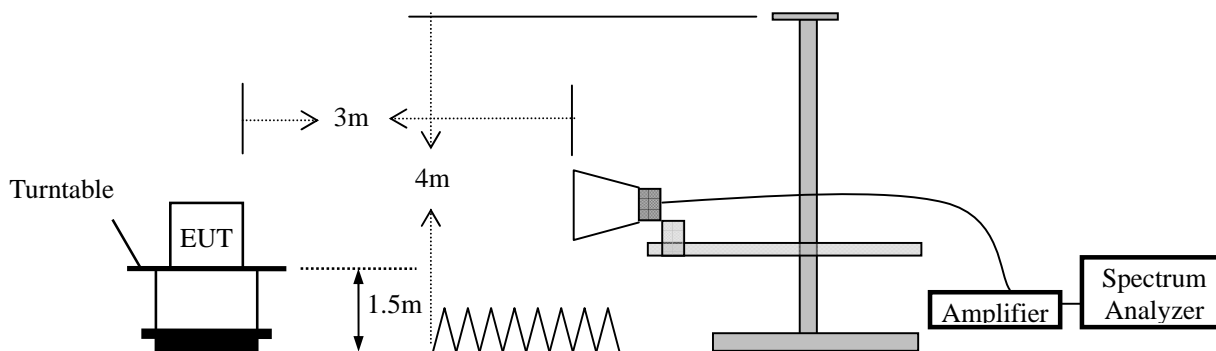 3m
4m
Turntable
EUT
1.5m
Amplifier
Spectrum
Analyzer